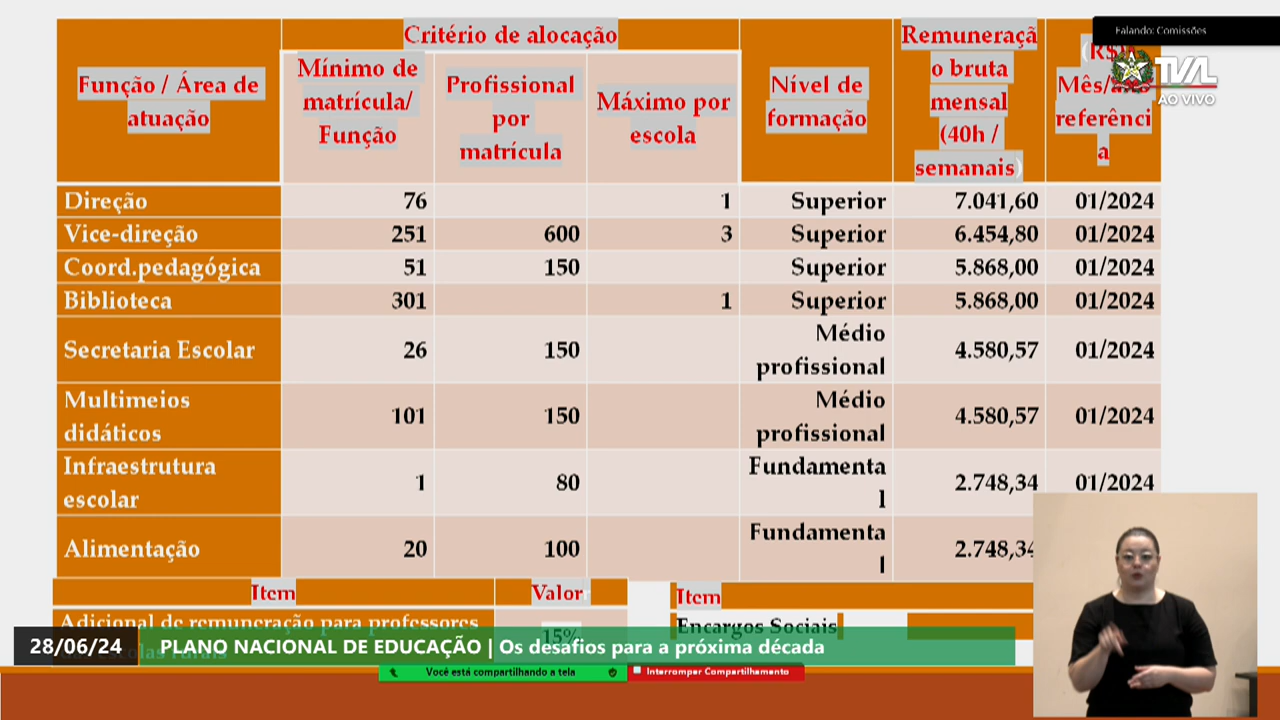 Falando: Comissões
TVAL
AO VIVO
Critério de alocação
Função / Área de
atuação
Mínimo de
matrícula/
Função
Profissional
por
matrícula
Máximo por
escola
Nível de
formação
Remuneraçã
o bruta
mensal
(40h /
semanais)
(R$)
referênci
a
Direção 76 1 Superior 7.041,60 01/2024
Vice-direção 251 600 3 Superior 6.454,80 01/2024
Coord.pedagógica 51 150 Superior 5.868,00 01/2024
Biblioteca 301 1 Superior 5.868,00 01/2024
Secretaria Escolar 26 150 Médio
profissional 4.580,57 01/2024
Multimeios
didáticos 101 150 Médio
profissional 4.580,57 01/2024
Infraestrutura
escolar 1 80 Fundamenta
l 2.748,34 01/2024
Alimentação 20 100 Fundamenta
l 2.748,34
Item Valor
Item
Adicional de remuneração para professores
15%
Encargos Sociais
28/06/24 PLANO NACIONAL DE EDUCAÇÃO | Os desafios para a próxima década
Você está compartilhando a tela
Interromper Compartilhamento